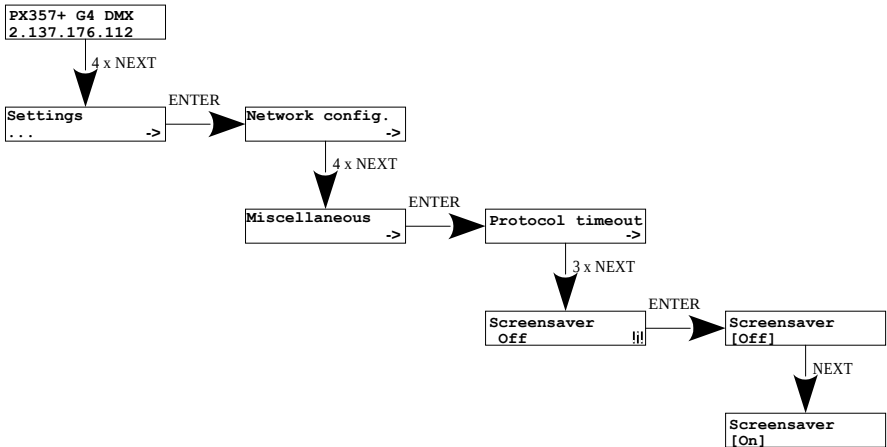 PX357+ G4 DMX
2.137.176.112
4 x NEXT
Settings
... ->
ENTER
Network config.
->
4 x NEXT
Miscellaneous
->
ENTER
Protocol timeout
->
3 x NEXT
Screensaver
Off !i!
ENTER
Screensaver
[Off]
NEXT
Screensaver
[On]